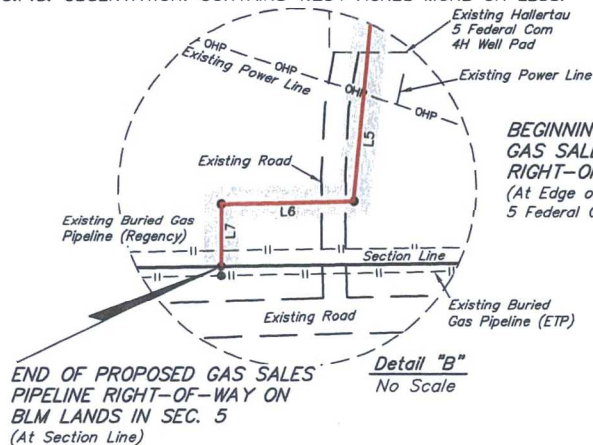 Existing Hallertau
5 Federal Com
4H Well Pad
OHP
OHP
Existing Power Line
OHP
OHP
Existing Power Line
BEGINNIN
GAS SALE
RIGHT-O
(At Edge o
5 Federal C
L5
Existing Road
L6
L7
Existing Buried Gas
Pipeline (Regency)
Section Line
Existing Buried
Gas Pipeline (ETP)
Existing Road
Detail "B"
No Scale
END OF PROPOSED GAS SALES
PIPELINE RIGHT-OF-WAY ON
BLM LANDS IN SEC. 5
(At Section Line)